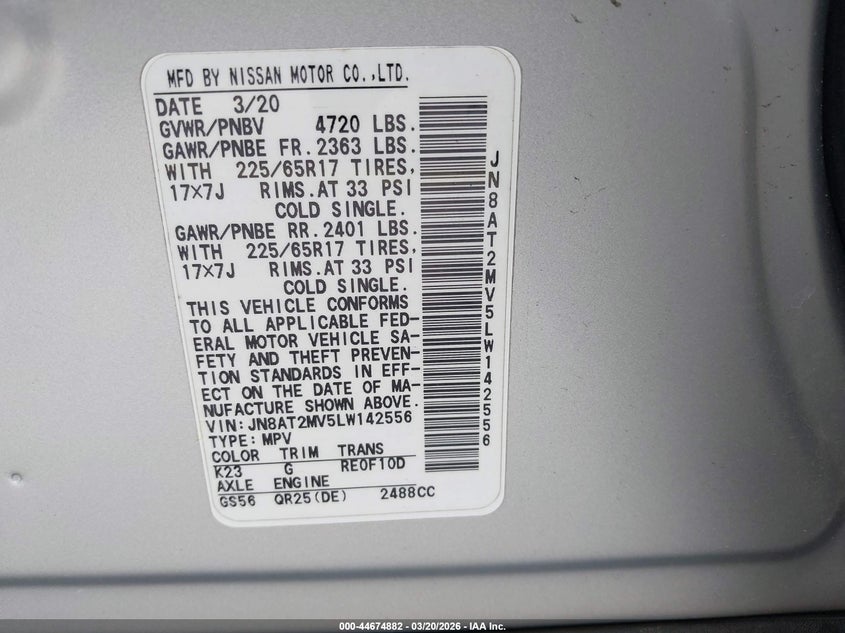 MFD BY NISSAN MOTOR CO.,LTD.
DATE 3/20
GVWR/PNBV 4720 LBS.
GAWR/PNBE FR.2363 LBS.
WITH 225/65R17 TIRES,
17×7J RIMS.AT 33 PSI
COLD SINGLE.
GAWR/PNBE RR.2401 LBS.
WITH 225/65R17 TIRES,
17×7J RIMS.AT 33 PSI
COLD SINGLE.
THIS VEHICLE CONFORMS
TO ALL APPLICABLE FED-
ERAL MOTOR VEHICLE SA-
FETY AND THEFT PREVEN-
TION STANDARDS IN EFF-
ECT ON THE DATE OF MA-
NUFACTURE SHOWN ABOVE.
VIN:JN8AT2MV5LW142556
TYPE:MPV
COLOR TRIM TRANS
K23 G RE0F10D
AXLE ENGINE
GS56 QR25(DE) 2488CC
JN8AT2MV5LW142556
000-44674882 — 03/20/2026 — IAA Inc.